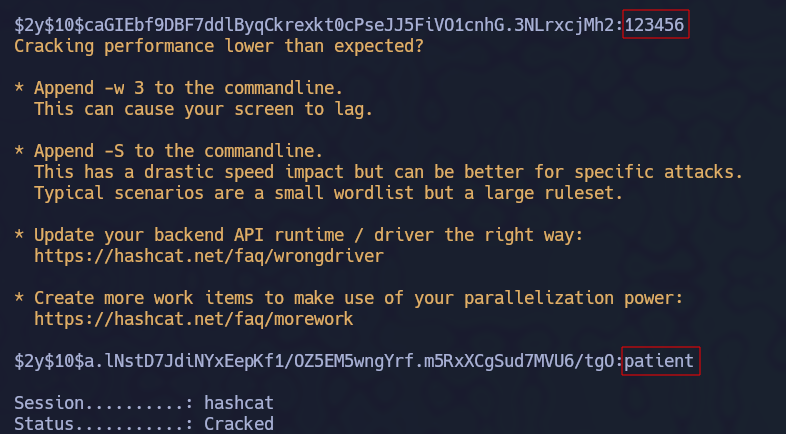 $2y$10$caGIEbf9DBF7ddlByqCkrexkt0cPseJJ5FiVO1cnhG.3NLrxcjMh2:123456
Cracking performance lower than expected?
* Append -w 3 to the commandline.
This can cause your screen to lag.
* Append -S to the commandline.
This has a drastic speed impact but can be better for specific attacks.
Typical scenarios are a small wordlist but a large ruleset.
* Update your backend API runtime / driver the right way:
https://hashcat.net/faq/wrongdriver
* Create more work items to make use of your parallelization power:
https://hashcat.net/faq/morework
$2y$10$a.lNstD7JdiNYxEepKf1/OZ5EM5wngYrf.m5RxXCgSud7MVU6/tgO:patient
Session..........: hashcat
Status...........: Cracked